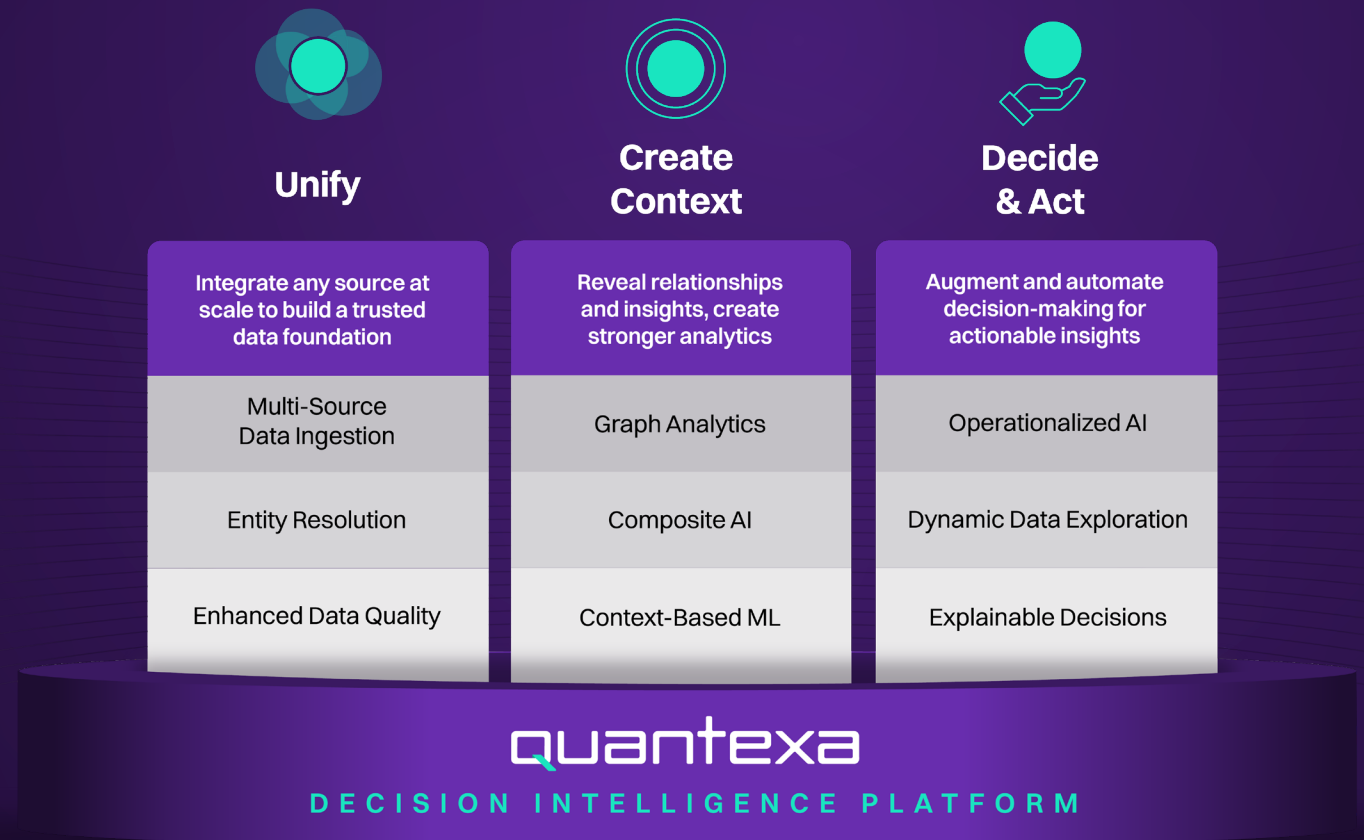 Unify
Integrate any source at
scale to build a trusted
data foundation
Multi-Source
Data Ingestion
Entity Resolution
Enhanced Data Quality
Create
Context
Reveal relationships
and insights, create
stronger analytics
Graph Analytics
Composite AI
Context-Based ML
Decide
& Act
Augment and automate
decision-making for
actionable insights
Operationalized AI
Dynamic Data Exploration
Explainable Decisions
quantexa
DECISION INTELLIGENCE PLATFORM